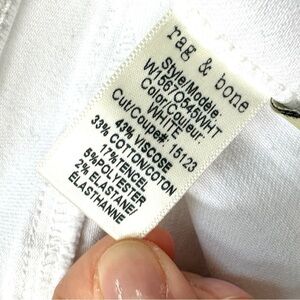 rag & bone
Style/Modele:
W1567O545WHT
Color/Couleur:
WHITE
Cut/Coupe#: 15123
43% VISCOSE
33% COTTON/COTON
17%TENCEL
5%POLYESTER
2% ELASTANE/
ÉLASTHANNE